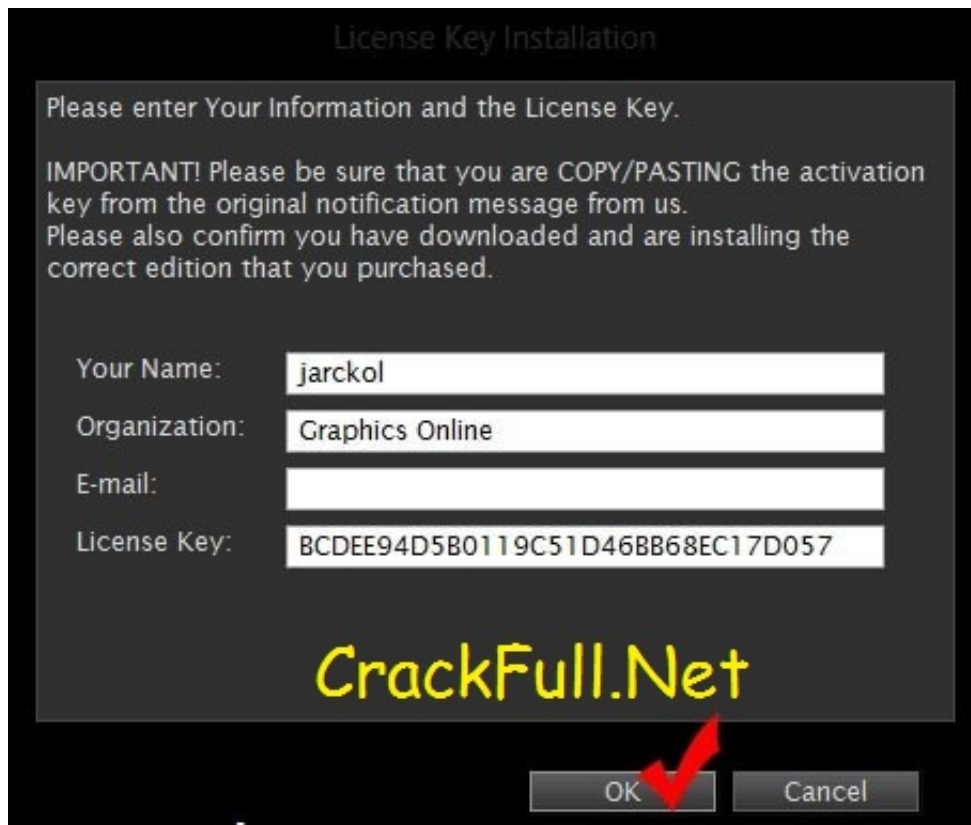 License Key Installation
Please enter Your Information and the License Key.
IMPORTANT! Please be sure that you are COPY/PASTING the activation
key from the original notification message from us.
Please also confirm you have downloaded and are installing the
correct edition that you purchased.
Your Name: jarckol
Organization: Graphics Online
E-mail:
License Key: BCDEE94D5B0119C51D46BB68EC17D057
CrackFull.Net
OK Cancel